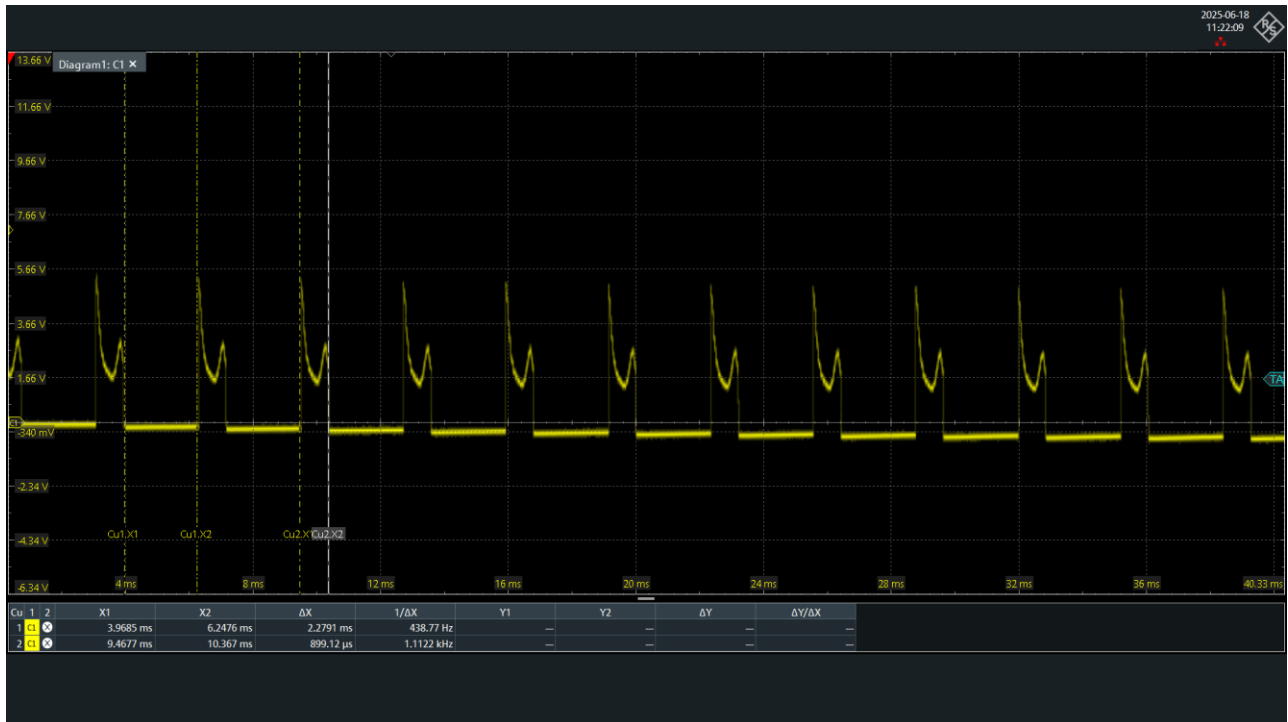 2025-06-18
11:22:09
R&S
13.66 V
Diagram1: C1 ×
11.66 V
9.66 V
7.66 V
5.66 V
3.66 V
1.66 V
TA
C1
-340 mV
-2.34 V
-4.34 V
Cu1.X1 Cu1.X2 Cu2.X1 Cu2.X2
-6.34 V
4 ms 8 ms 12 ms 16 ms 20 ms 24 ms 28 ms 32 ms 36 ms 40.33 ms
Cu 1 2 X1 X2 ΔX 1/ΔX Y1 Y2 ΔY ΔY/ΔX
1 C1 3.9685 ms 6.2476 ms 2.2791 ms 438.77 Hz -- -- -- --
2 C1 9.4677 ms 10.367 ms 899.12 µs 1.1122 kHz -- -- -- --